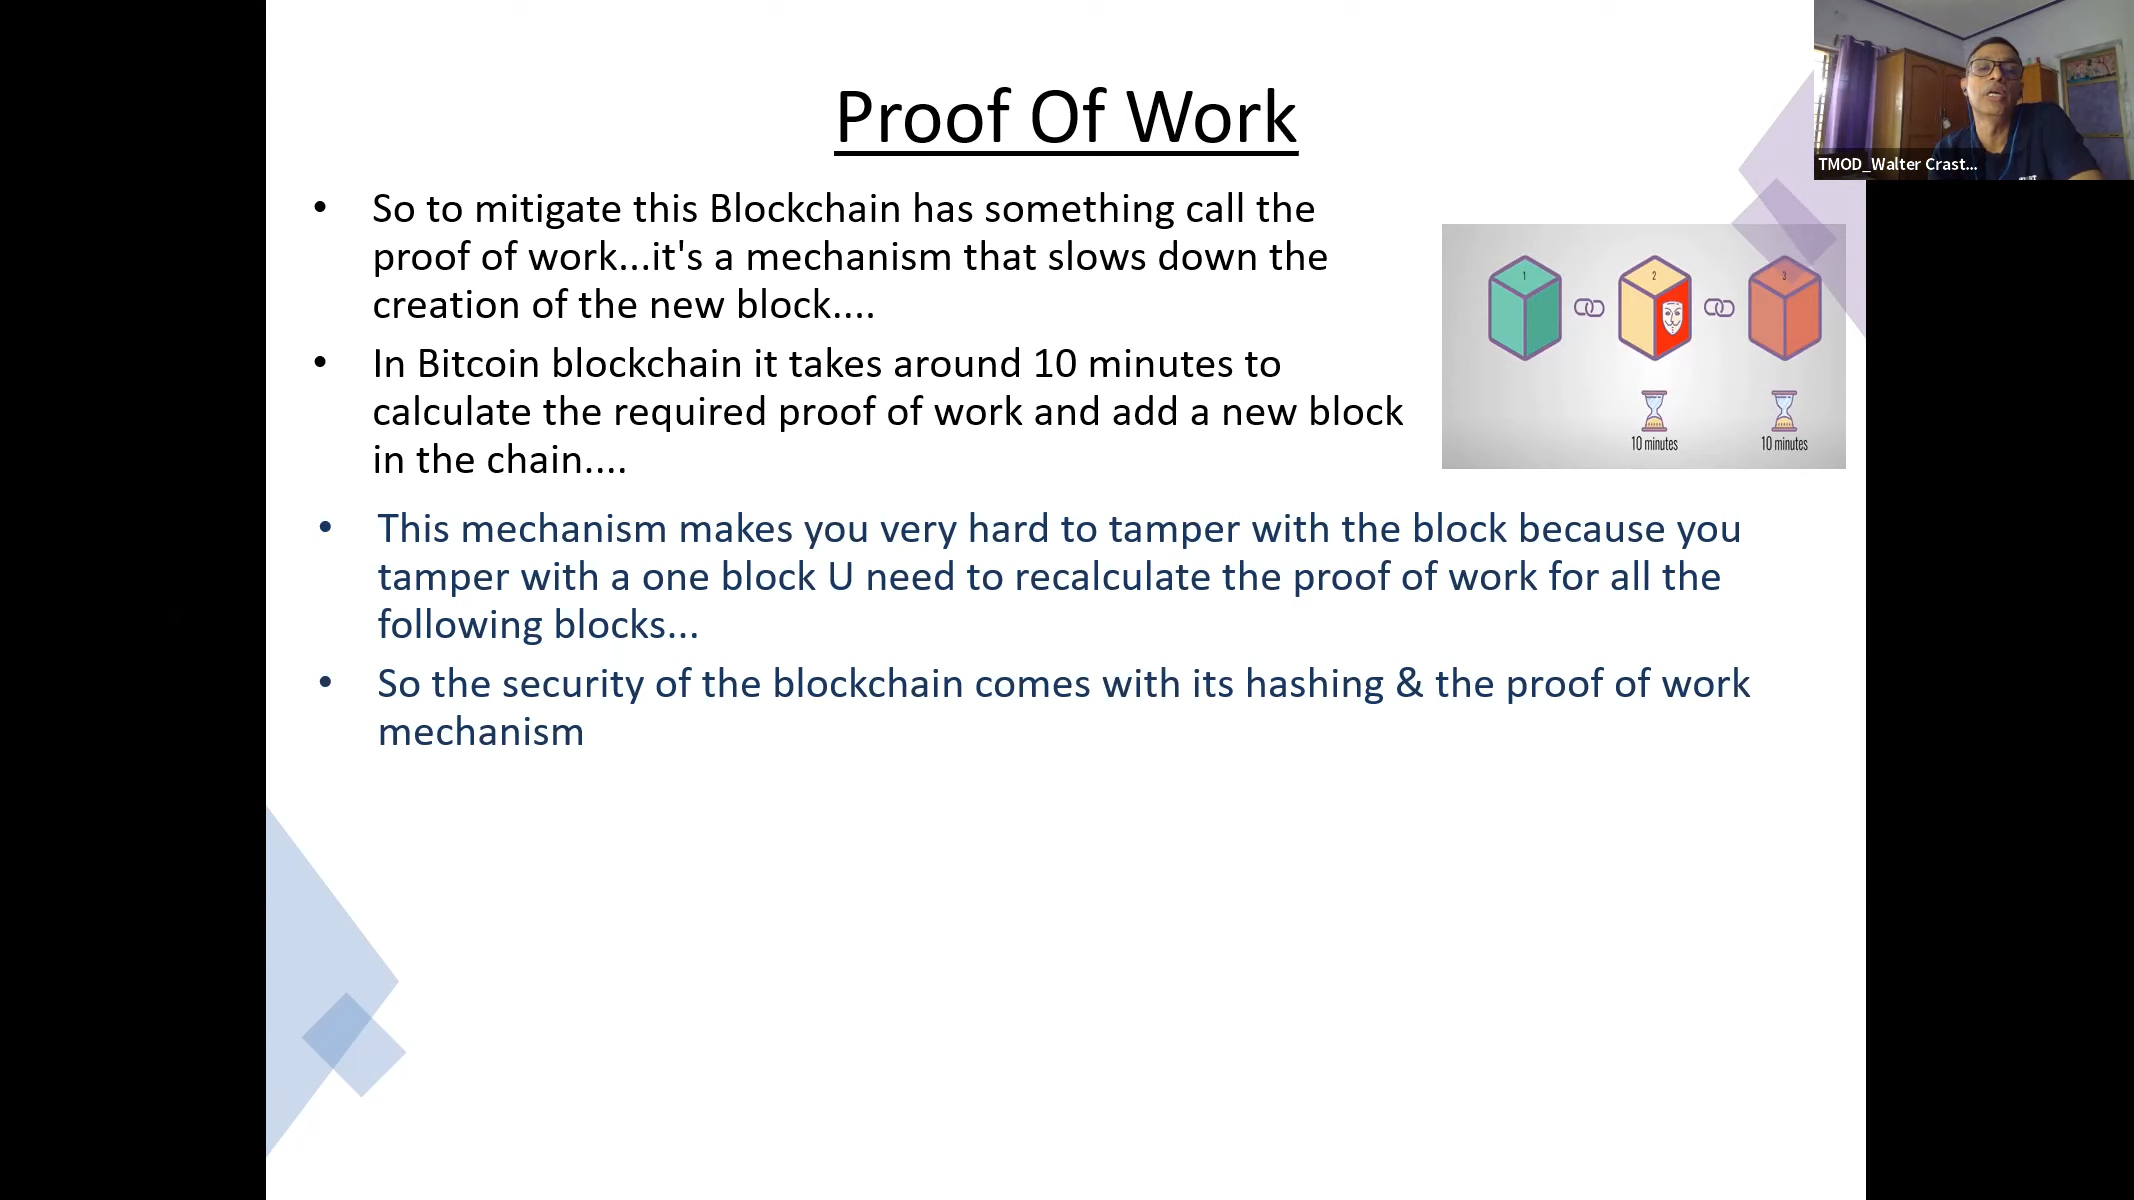 Proof Of Work
TMOD_Walter Crast...
• So to mitigate this Blockchain has something call the
proof of work...it's a mechanism that slows down the
creation of the new block....
• In Bitcoin blockchain it takes around 10 minutes to
calculate the required proof of work and add a new block
in the chain....
1 2 3
10 minutes 10 minutes
• This mechanism makes you very hard to tamper with the block because you
tamper with a one block U need to recalculate the proof of work for all the
following blocks...
• So the security of the blockchain comes with its hashing & the proof of work
mechanism